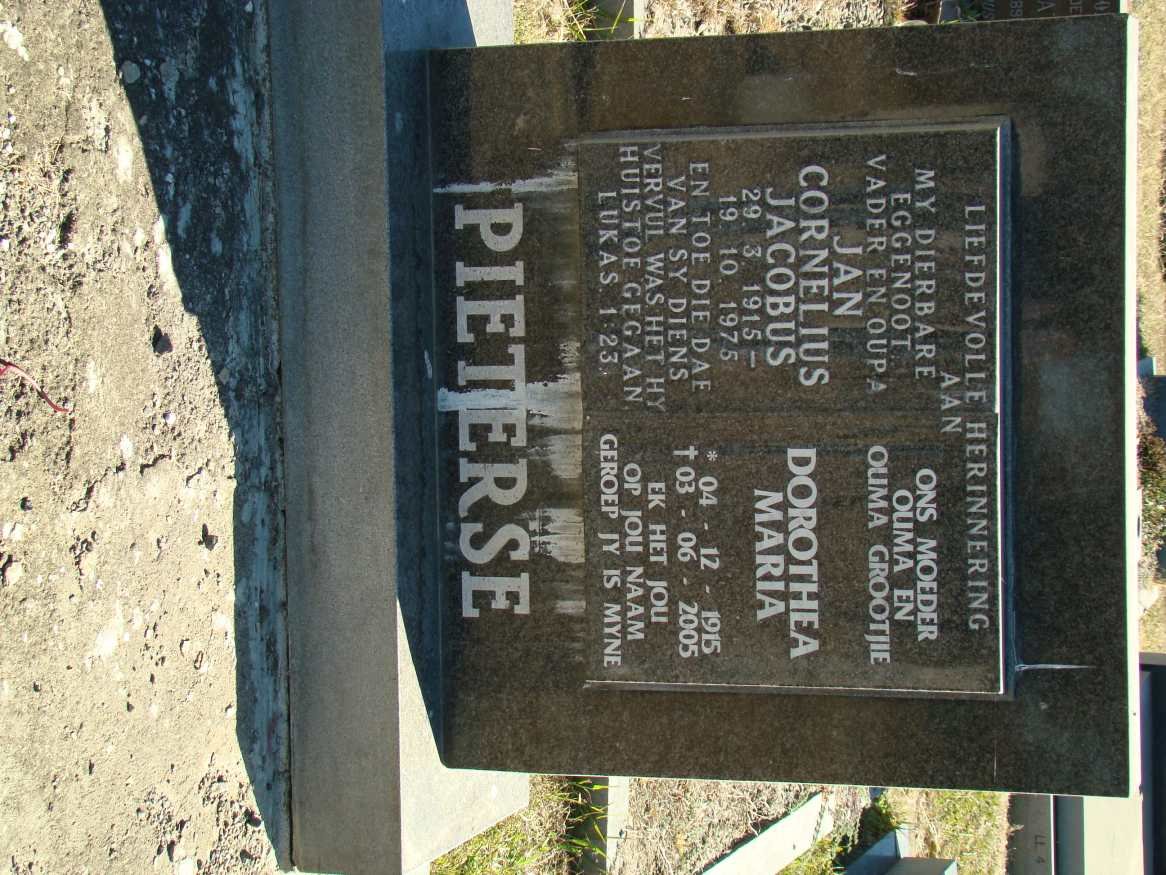 LIEFDEVOLLE HERINNERING
AAN
MY DIERBARE
EGGENOOT.
VADER EN OUPA
JAN
CORNELIUS
JACOBUS
29. 3. 1915 –
19. 10. 1975
EN TOE DIE DAE
VAN SY DIENS
VERVUL WAS HET HY
HUIS TOE GEGAAN
LUKAS 1:23
ONS MOEDER
OUMA EN
OUMA GROOTJIE
DOROTHEA
MARIA
* 04 - 12 - 1915
† 03 - 06 - 2005
EK HET JOU
OP JOU NAAM
GEROEP JY IS MYNE
PIETERSE